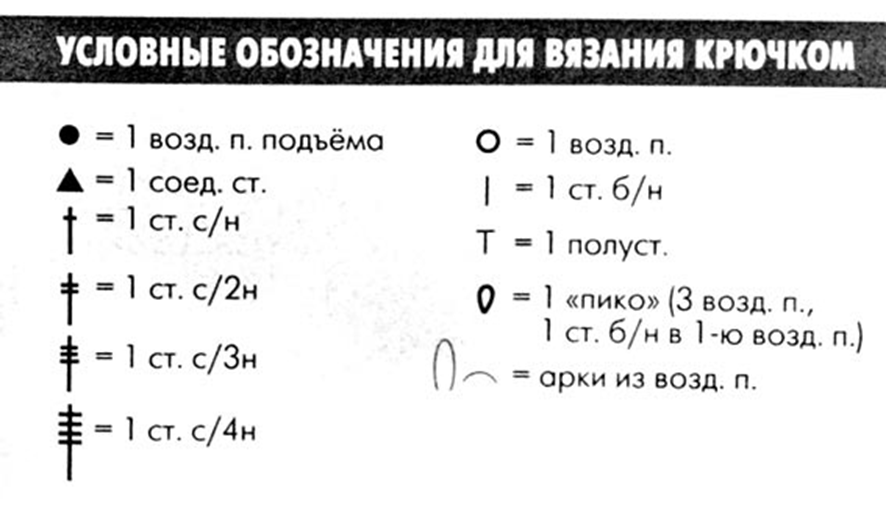 УСЛОВНЫЕ ОБОЗНАЧЕНИЯ ДЛЯ ВЯЗАНИЯ КРЮЧКОМ
= 1 возд. п. подъёма
= 1 соед. ст.
= 1 ст. с/н
= 1 ст. с/2н
= 1 ст. с/3н
= 1 ст. с/4н
= 1 возд. п.
= 1 ст. б/н
Т = 1 полуст.
= 1 «пико» (3 возд. п.,
1 ст. б/н в 1-ю возд. п.)
= арки из возд. п.